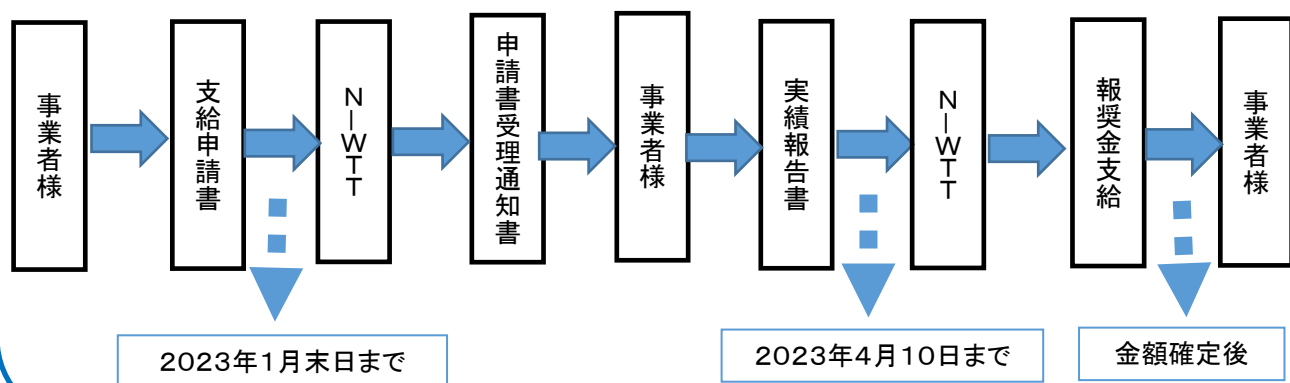 事業者様
支給申請書
N－WTT
申請書受理通知書
事業者様
実績報告書
N－WTT
報奨金支給
事業者様
2023年1月末日まで
2023年4月10日まで
金額確定後